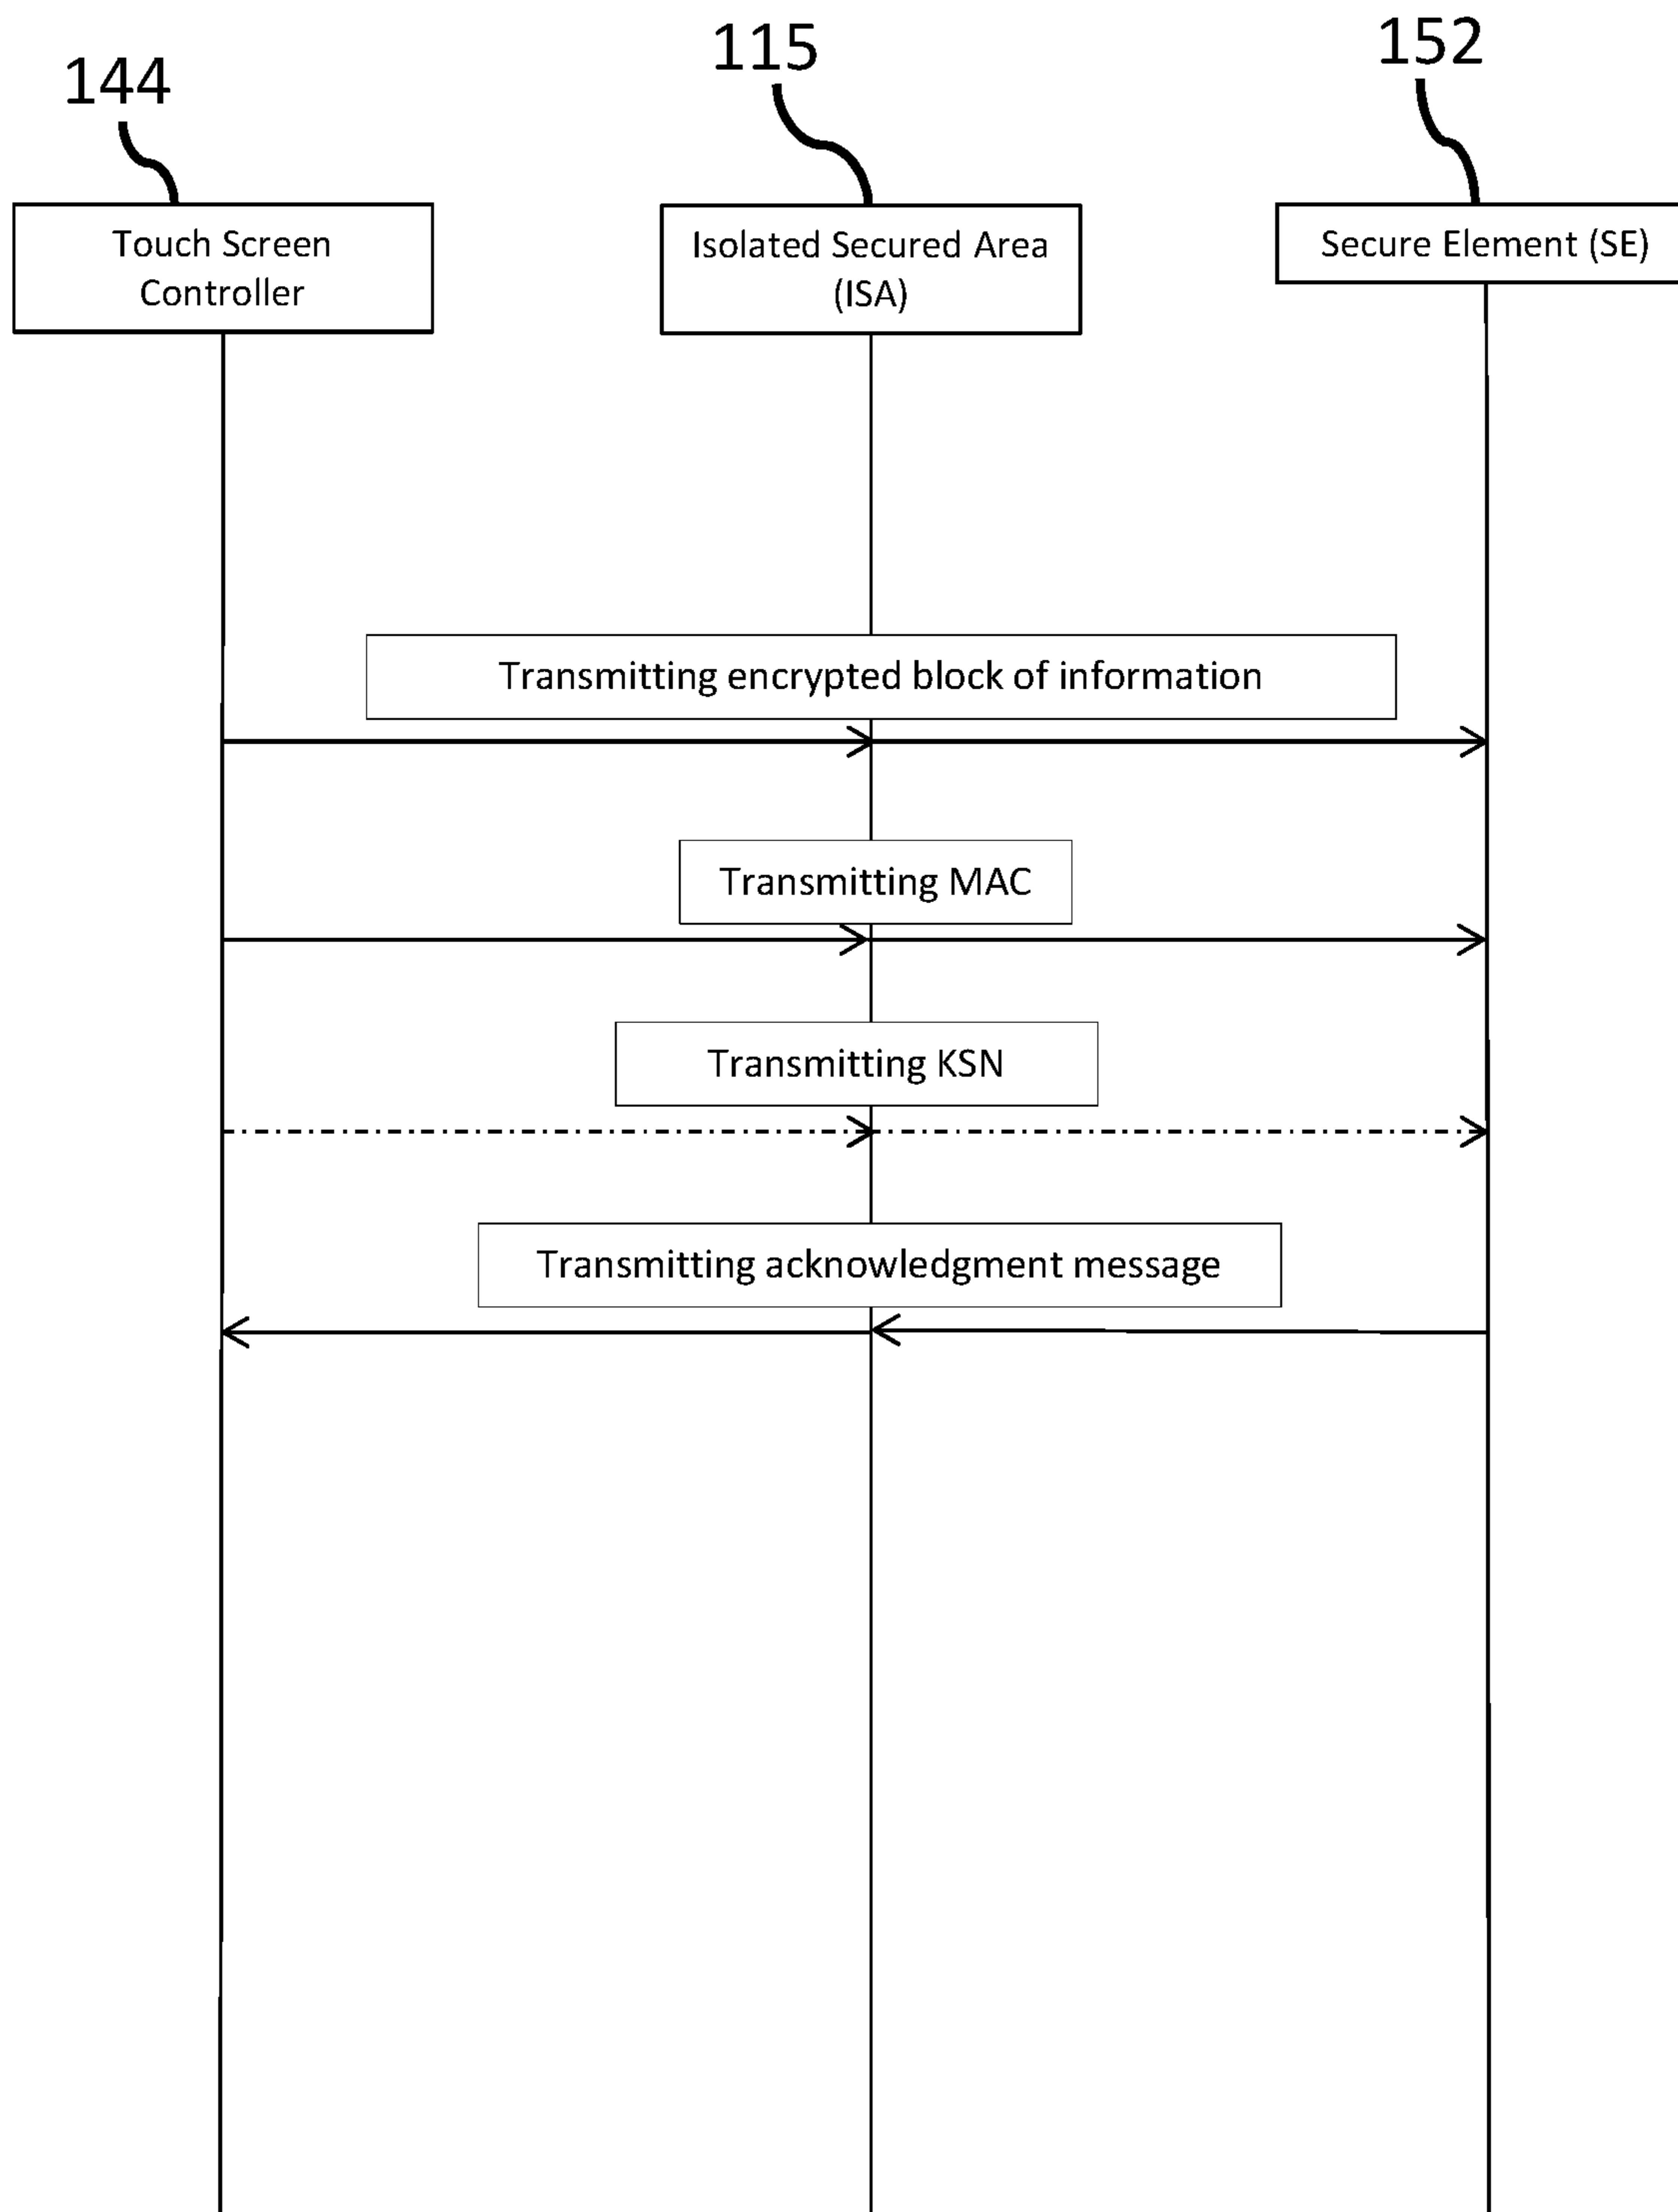 144
115
152
Touch Screen
Controller
Isolated Secured Area
(ISA)
Secure Element (SE)
Transmitting encrypted block of information
Transmitting MAC
Transmitting KSN
Transmitting acknowledgment message